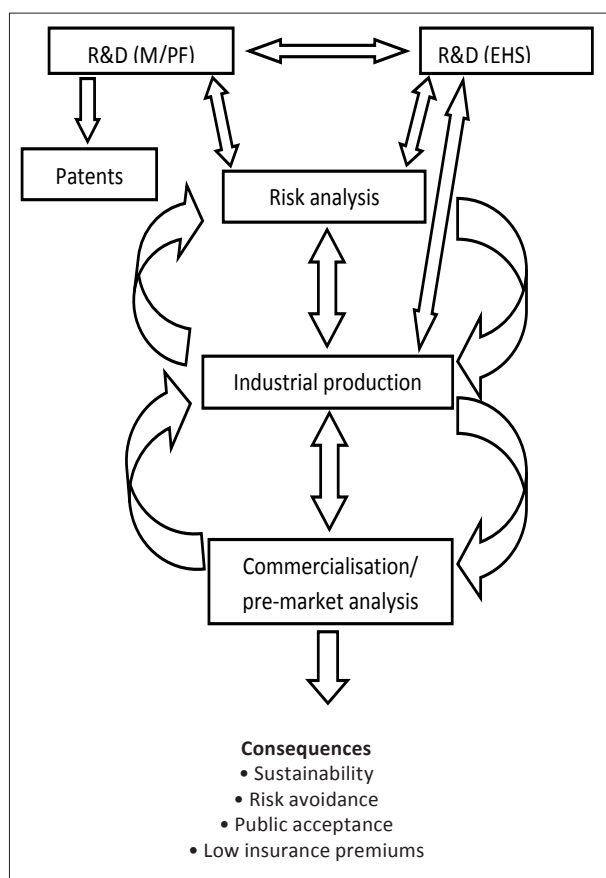 R&D (M/PF)
R&D (EHS)
Patents
Risk analysis
Industrial production
Commercialisation/
pre-market analysis
Consequences
• Sustainability
• Risk avoidance
• Public acceptance
• Low insurance premiums